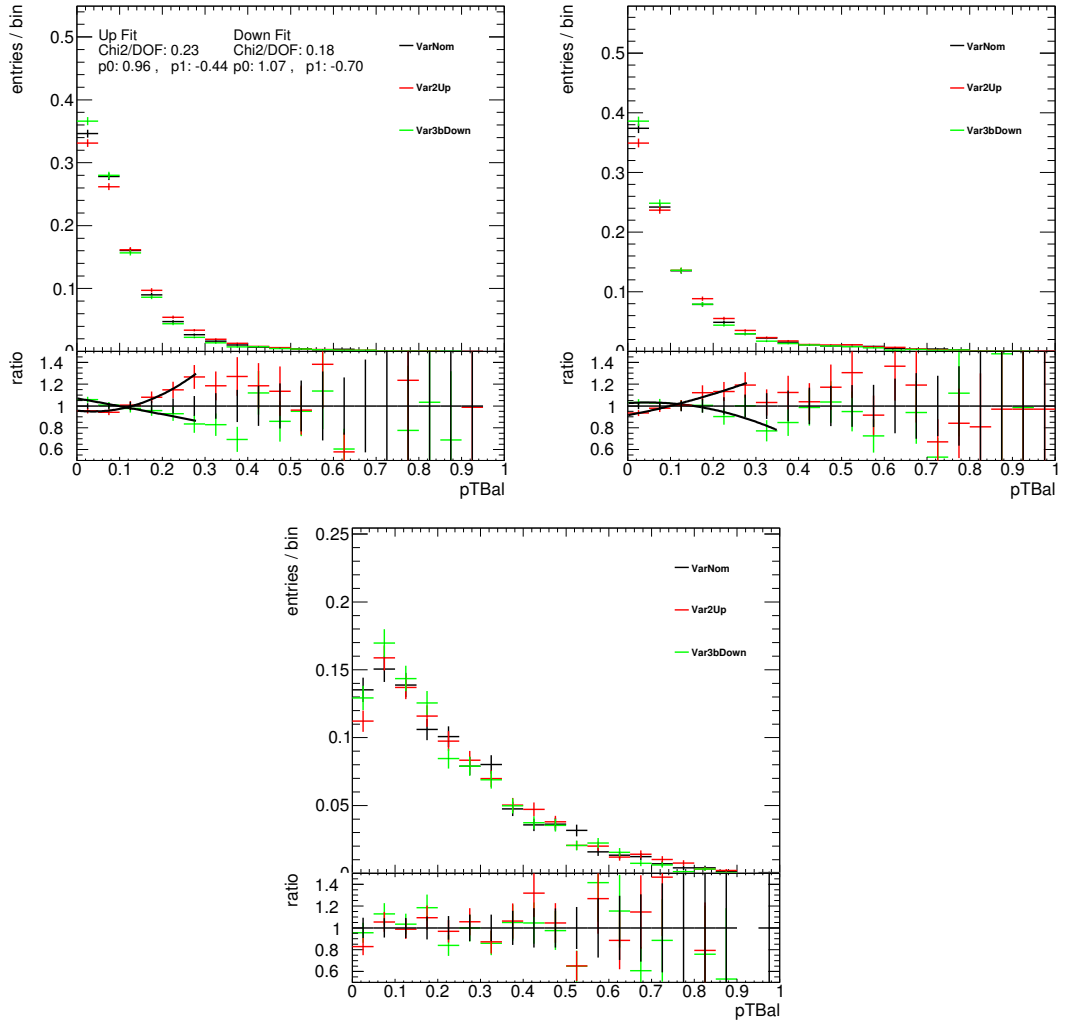 Up Fit Down Fit
Chi2/DOF: 0.23 Chi2/DOF: 0.18
p0: 0.96 , p1: -0.44 p0: 1.07 , p1: -0.70
VarNom
Var2Up
Var3bDown
entries / bin
0.5
0.4
0.3
0.2
0.1
ratio
1.4
1.2
1
0.8
0.6
0 0.1 0.2 0.3 0.4 0.5 0.6 0.7 0.8 0.9 1
pTBal
VarNom
Var2Up
Var3bDown
entries / bin
0.5
0.4
0.3
0.2
0.1
0
ratio
1.4
1.2
1
0.8
0.6
0 0.1 0.2 0.3 0.4 0.5 0.6 0.7 0.8 0.9 1
pTBal
VarNom
Var2Up
Var3bDown
entries / bin
0.25
0.2
0.15
0.1
0.05
0
ratio
1.4
1.2
1
0.8
0.6
0 0.1 0.2 0.3 0.4 0.5 0.6 0.7 0.8 0.9 1
pTBal